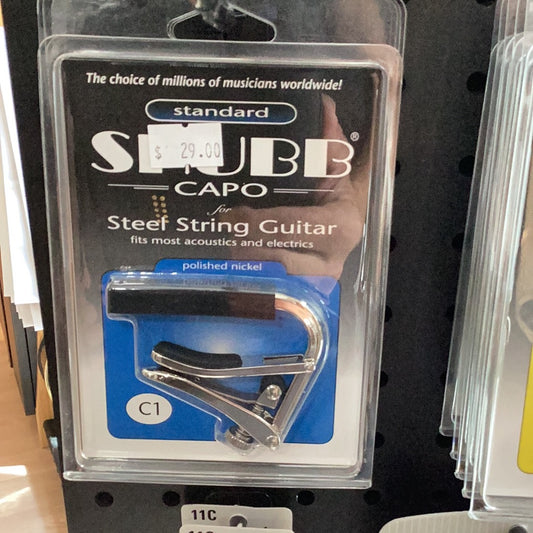 The choice of millions of musicians worldwide!
standard
SHUBB®
$ 29.00
CAPO
for
Steel String Guitar
fits most acoustics and electrics
polished nickel
C1
11C